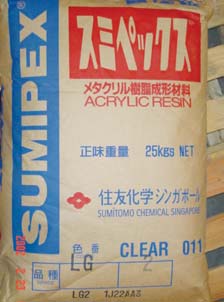 SUMIPEX
スミペックス
メタクリル樹脂成形材料
ACRYLIC RESIN
正味重量 25kgs NET
住友化学シンガポール
SUMITOMO CHEMICAL SINGAPORE
色番 CLEAR 011
品種 LG 2
LG2 1J22AA3